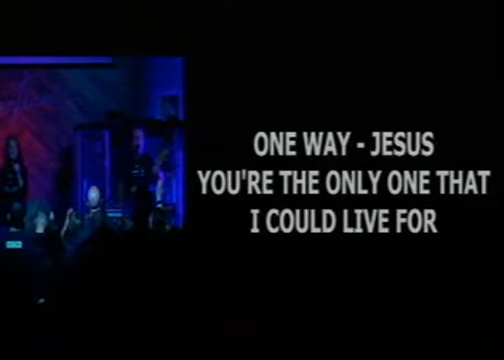 ONE WAY - JESUS
YOU'RE THE ONLY ONE THAT
I COULD LIVE FOR